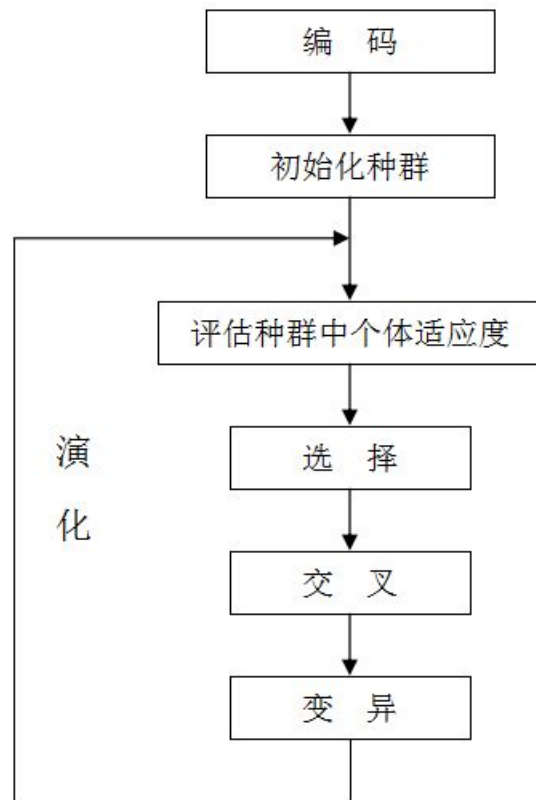 编 码
初始化种群
评估种群中个体适应度
选 择
演
化
交 叉
变 异